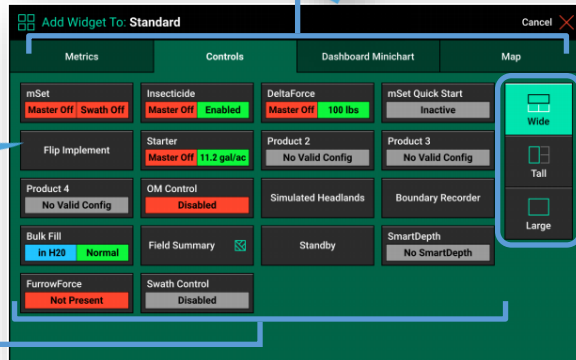 Add Widget To: Standard
Cancel
Metrics
Controls
Dashboard Minichart
Map
mSet
Master Off Swath Off
Insecticide
Master Off Enabled
DeltaForce
Master Off 100 lbs
mSet Quick Start
Inactive
Wide
Flip Implement
Starter
Master Off 11.2 gal/ac
Product 2
No Valid Config
Product 3
No Valid Config
Tall
Product 4
No Valid Config
OM Control
Disabled
Simulated Headlands
Boundary Recorder
Large
Bulk Fill
in H20 Normal
Field Summary
Standby
SmartDepth
No SmartDepth
FurrowForce
Not Present
Swath Control
Disabled